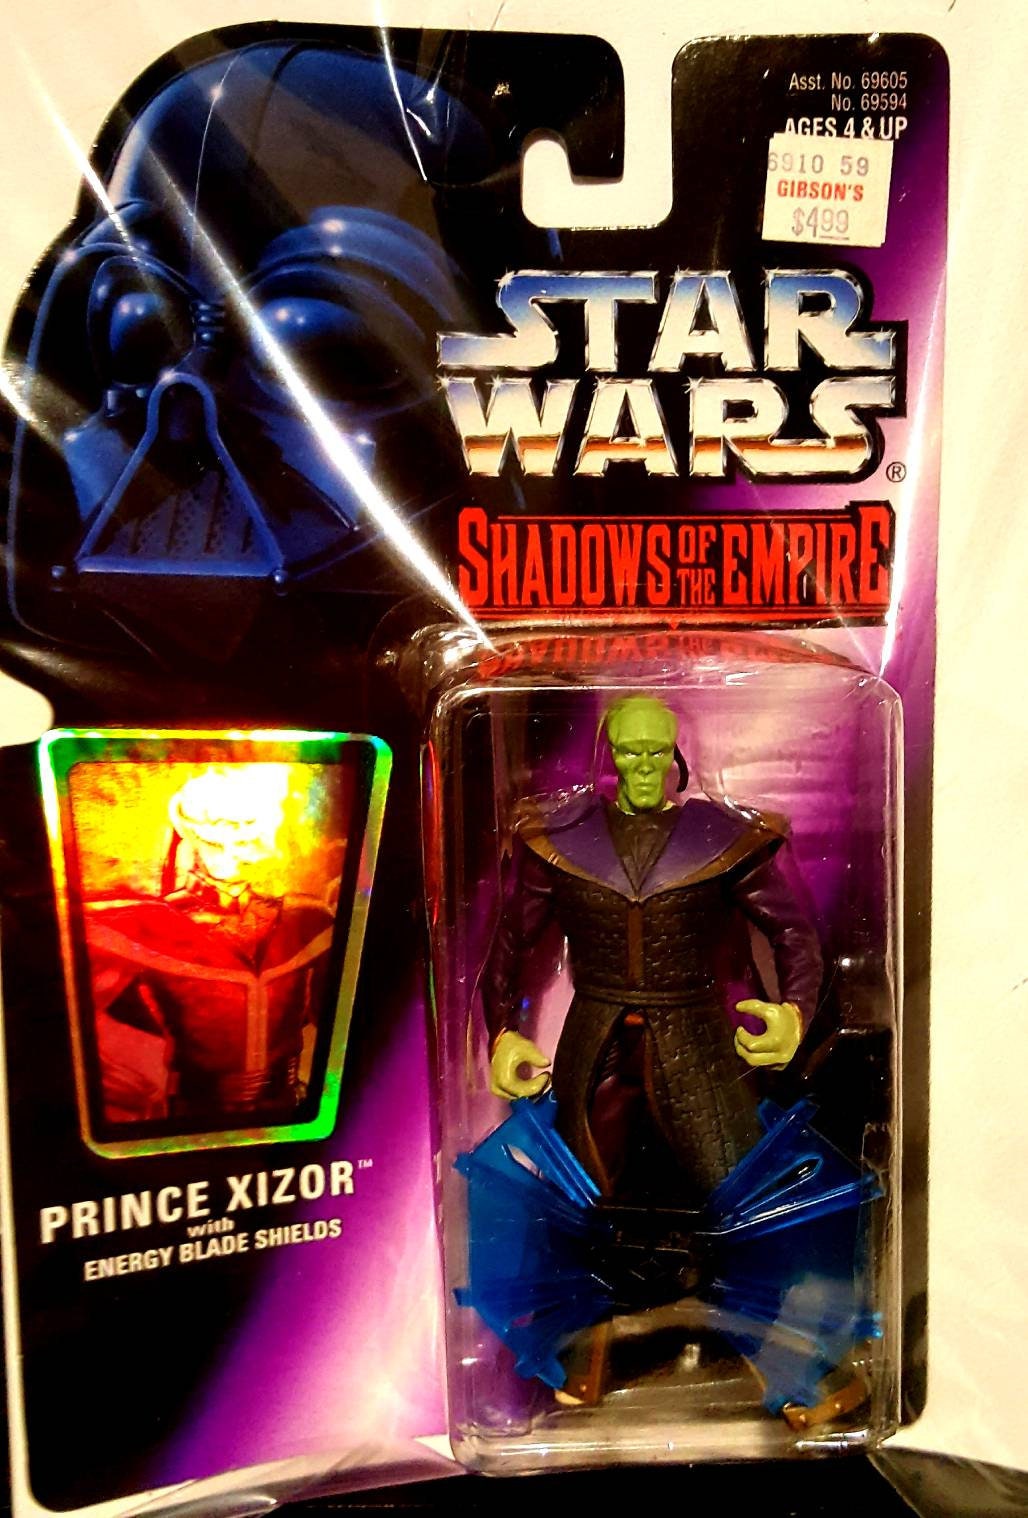 Asst. No. 69605
No. 69594
AGES 4 & UP
6910 59
GIBSON'S
$4.99
STAR
WARS®
SHADOWS OF THE EMPIRE
PRINCE XIZOR™
with
ENERGY BLADE SHIELDS